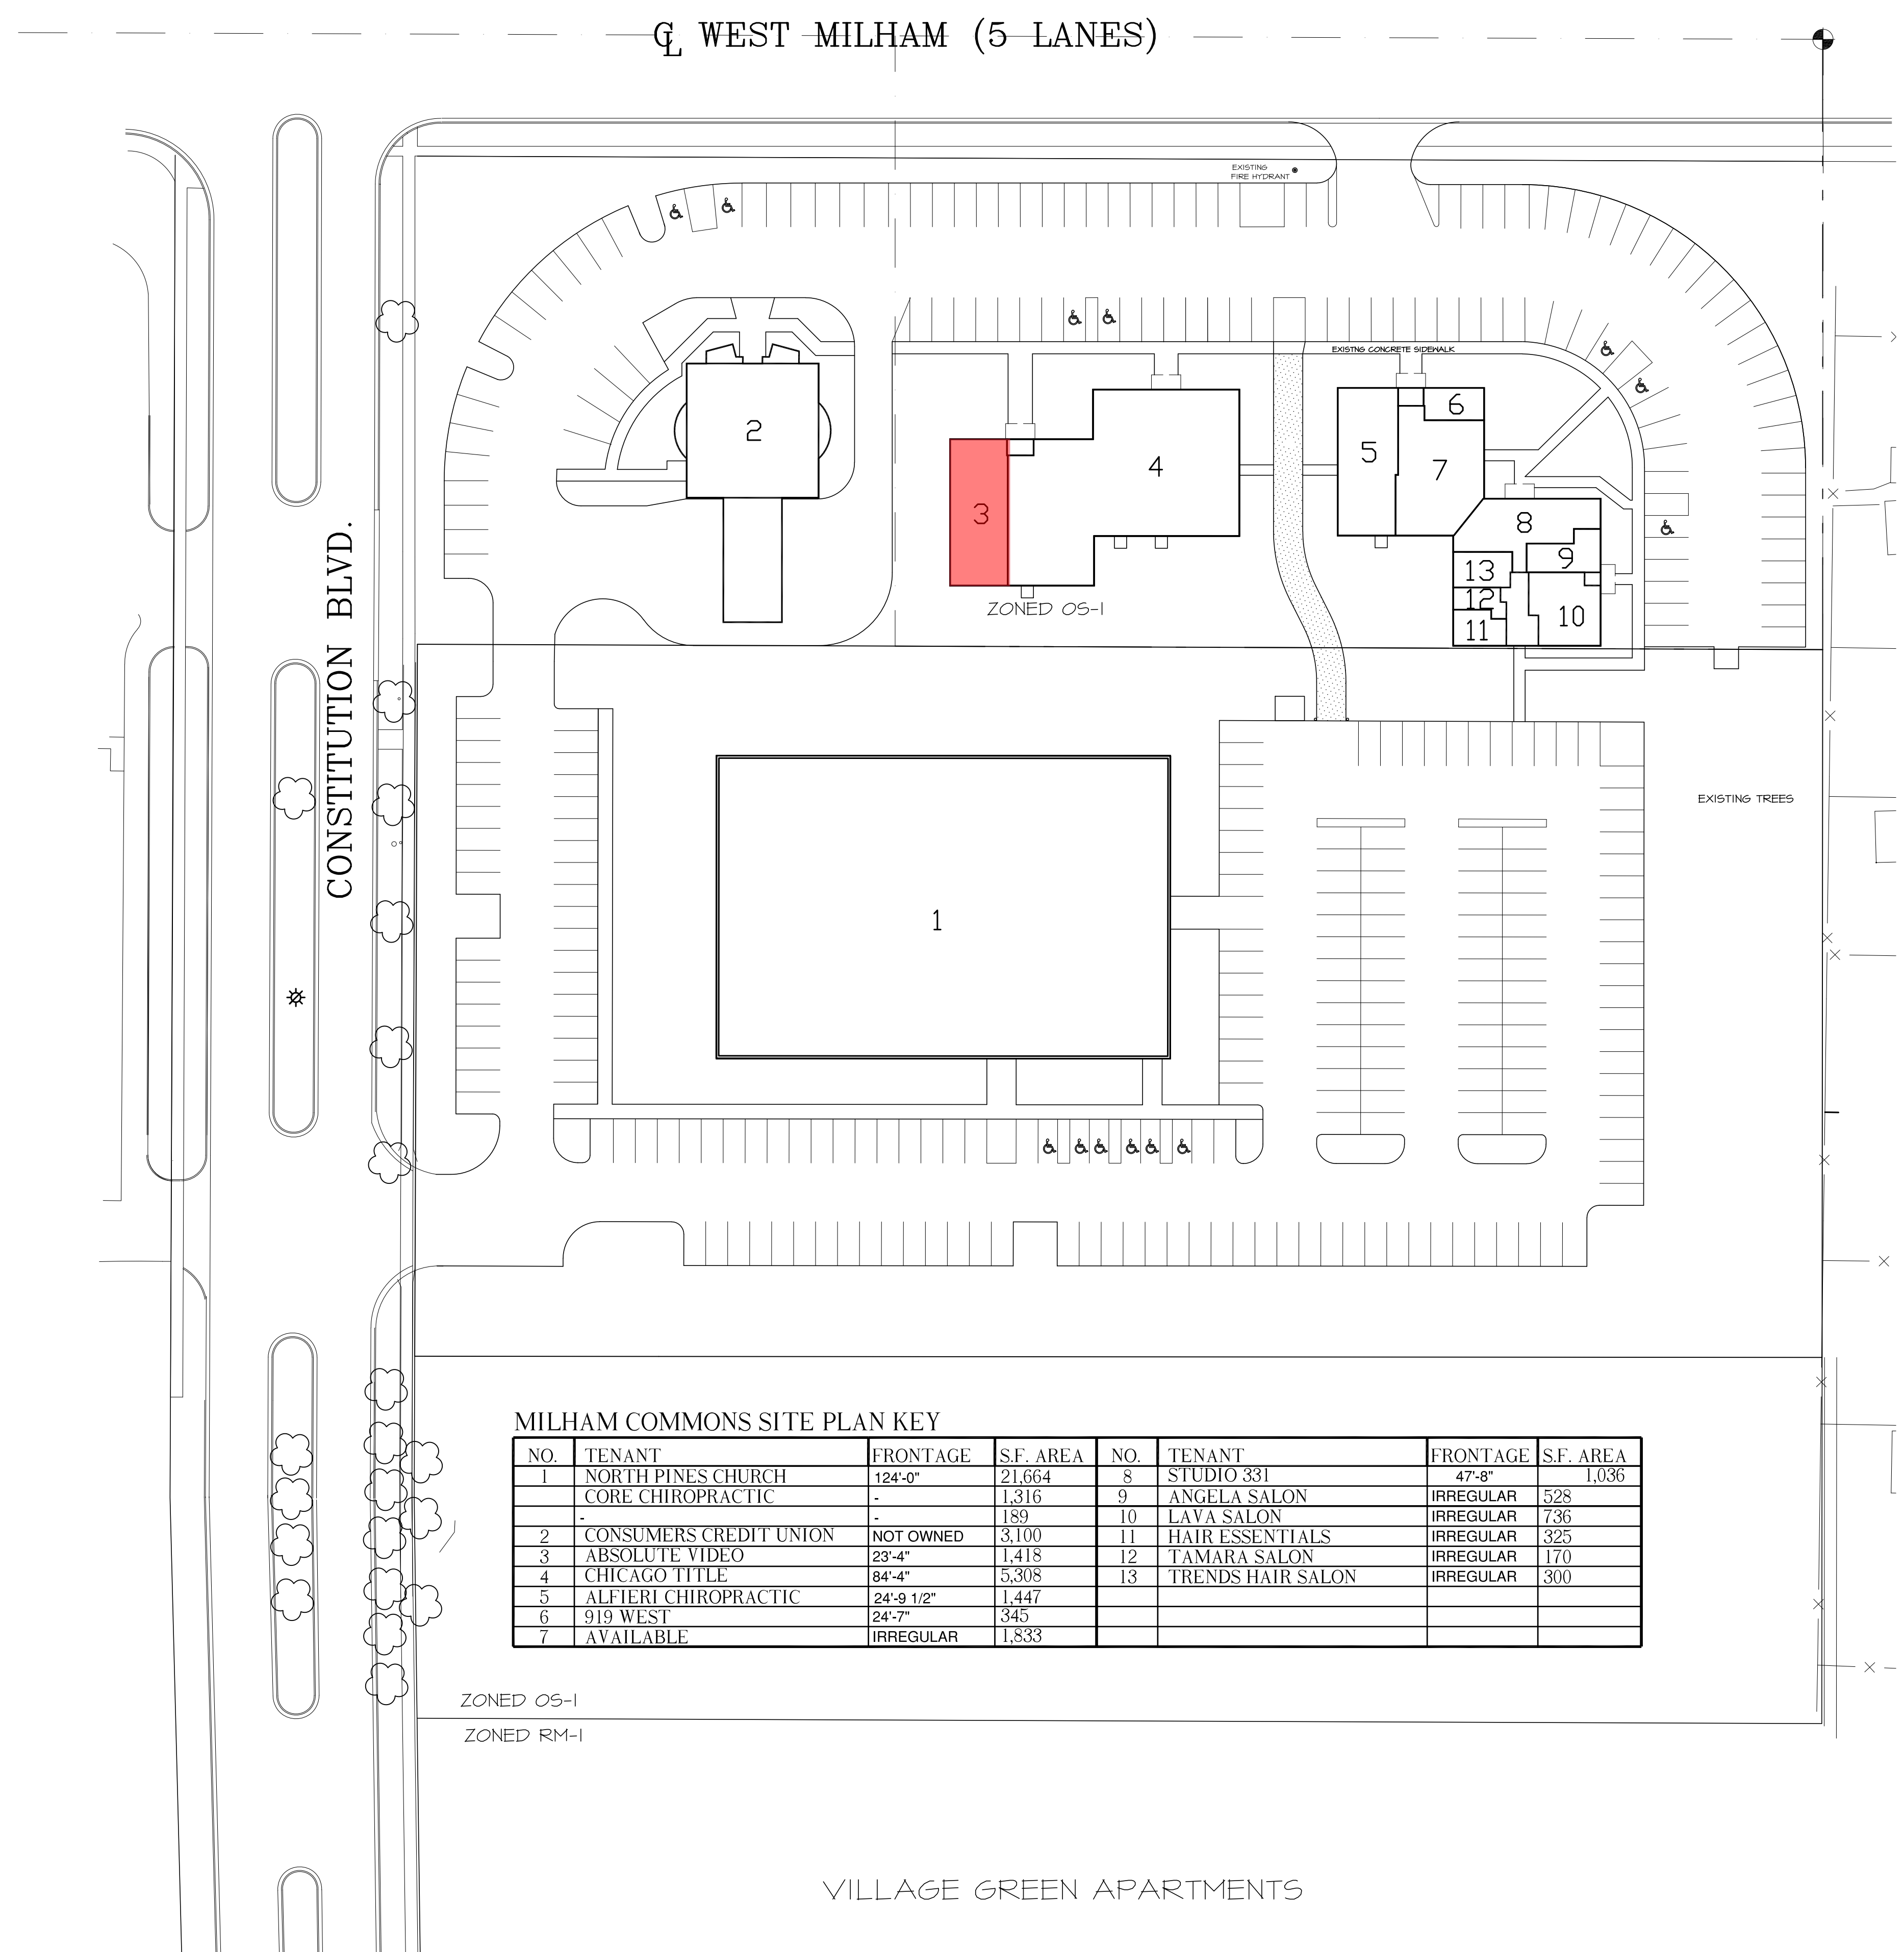 ℄ WEST MILHAM (5 LANES)
EXISTING
FIRE HYDRANT
EXISTNG CONCRETE SIDEWALK
CONSTITUTION BLVD.
2
3
4
5
6
7
8
9
13
12
11
10
ZONED OS-1
1
EXISTING TREES
MILHAM COMMONS SITE PLAN KEY
NO. TENANT FRONTAGE S.F. AREA NO. TENANT FRONTAGE S.F. AREA
1 NORTH PINES CHURCH 124'-0" 21,664 8 STUDIO 331 47'-8" 1,036
CORE CHIROPRACTIC - 1,316 9 ANGELA SALON IRREGULAR 528
- - 189 10 LAVA SALON IRREGULAR 736
2 CONSUMERS CREDIT UNION NOT OWNED 3,100 11 HAIR ESSENTIALS IRREGULAR 325
3 ABSOLUTE VIDEO 23'-4" 1,418 12 TAMARA SALON IRREGULAR 170
4 CHICAGO TITLE 84'-4" 5,308 13 TRENDS HAIR SALON IRREGULAR 300
5 ALFIERI CHIROPRACTIC 24'-9 1/2" 1,447
6 919 WEST 24'-7" 345
7 AVAILABLE IRREGULAR 1,833
ZONED OS-1
ZONED RM-1
VILLAGE GREEN APARTMENTS